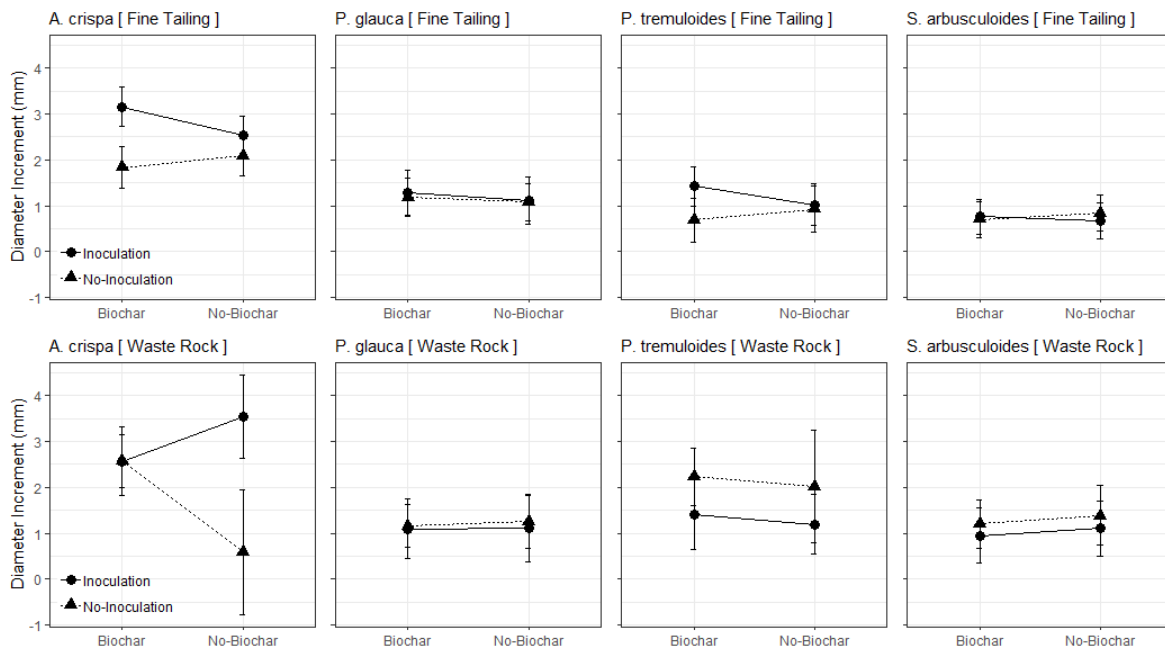 A. crispa [ Fine Tailing ]
P. glauca [ Fine Tailing ]
P. tremuloides [ Fine Tailing ]
S. arbusculoides [ Fine Tailing ]
Diameter Increment (mm)
4
3
2
1
0
-1
Inoculation
No-Inoculation
Biochar No-Biochar
Biochar No-Biochar
Biochar No-Biochar
Biochar No-Biochar
A. crispa [ Waste Rock ]
P. glauca [ Waste Rock ]
P. tremuloides [ Waste Rock ]
S. arbusculoides [ Waste Rock ]
Diameter Increment (mm)
4
3
2
1
0
-1
Inoculation
No-Inoculation
Biochar No-Biochar
Biochar No-Biochar
Biochar No-Biochar
Biochar No-Biochar